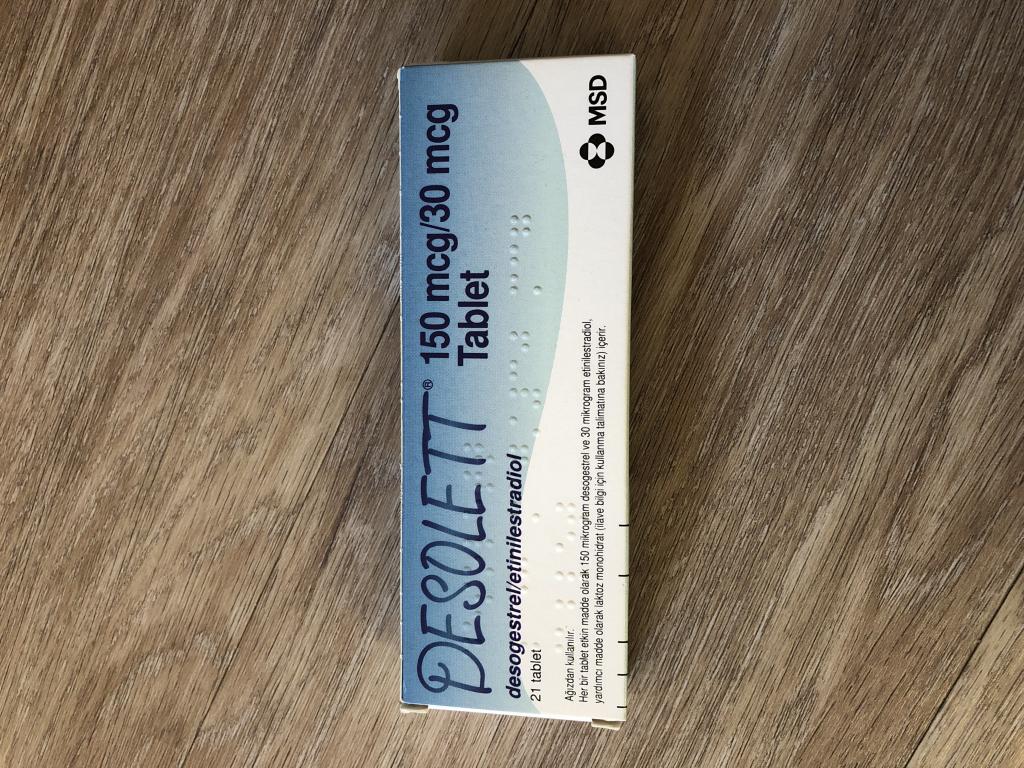 DESOLETT® 150 mcg/30 mcg
Tablet
desogestrel/etinilestradiol
21 tablet
Ağızdan kullanılır.
Her bir tablet etkin madde olarak 150 mikrogram desogestrel ve 30 mikrogram etinilestradiol,
yardımcı madde olarak laktoz monohidrat (ilave bilgi için kullanma talimatına bakınız) içerir.
MSD